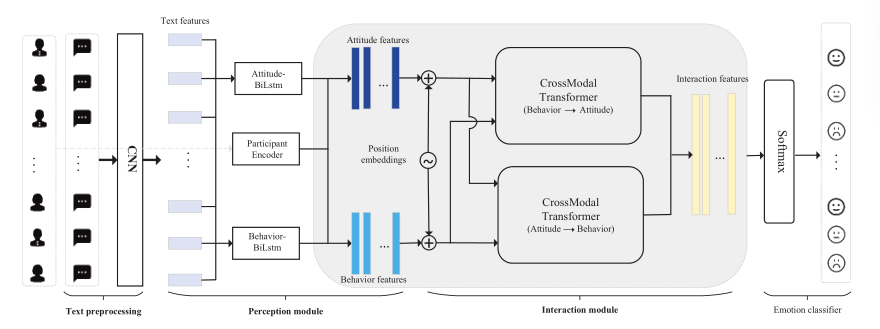 Text features
Attitude features
Attitude-
BiLstm
CrossModal
Transformer
(Behavior → Attitude)
Interaction features
CNN
Participant
Encoder
Position
embeddings
Softmax
CrossModal
Transformer
(Attitude → Behavior)
Behavior-
BiLstm
Behavior features
Text preprocessing
Perception module
Interaction module
Emotion classifier